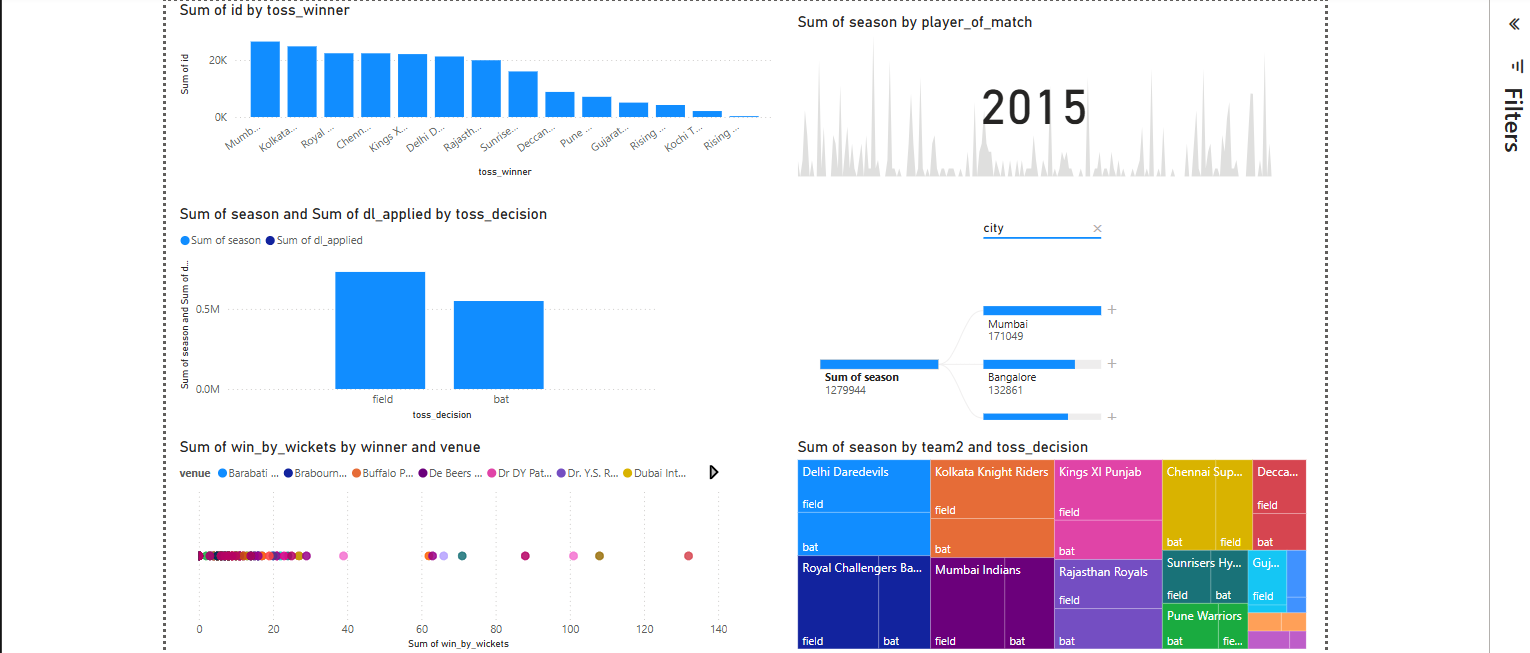 Sum of id by toss_winner
Sum of id
20K
0K
Mumb...
Kolkata...
Royal ...
Chenn...
Kings X...
Delhi D...
Rajasth...
Sunrise...
Deccan...
Pune ...
Gujarat...
Rising ...
Kochi T...
Rising ...
toss_winner
Sum of season by player_of_match
2015
Filters
Sum of season and Sum of dl_applied by toss_decision
Sum of season Sum of dl_applied
Sum of season and Sum of d...
0.5M
0.0M
field bat
toss_decision
city
Mumbai
171049
Sum of season
1279944
Bangalore
132861
Sum of win_by_wickets by winner and venue
venue Barabati ... Brabourn... Buffalo P... De Beers ... Dr DY Pat... Dr. Y.S. R... Dubai Int...
0 20 40 60 80 100 120 140
Sum of win_by_wickets
Sum of season by team2 and toss_decision
Delhi Daredevils
field
bat
Royal Challengers Ba...
field bat
Kolkata Knight Riders
field
bat
Mumbai Indians
field bat
Kings XI Punjab
field
bat
Rajasthan Royals
field
bat
Chennai Sup...
bat field
Decca...
field
bat
Sunrisers Hy...
field bat
Guj...
field
Pune Warriors
bat fie...